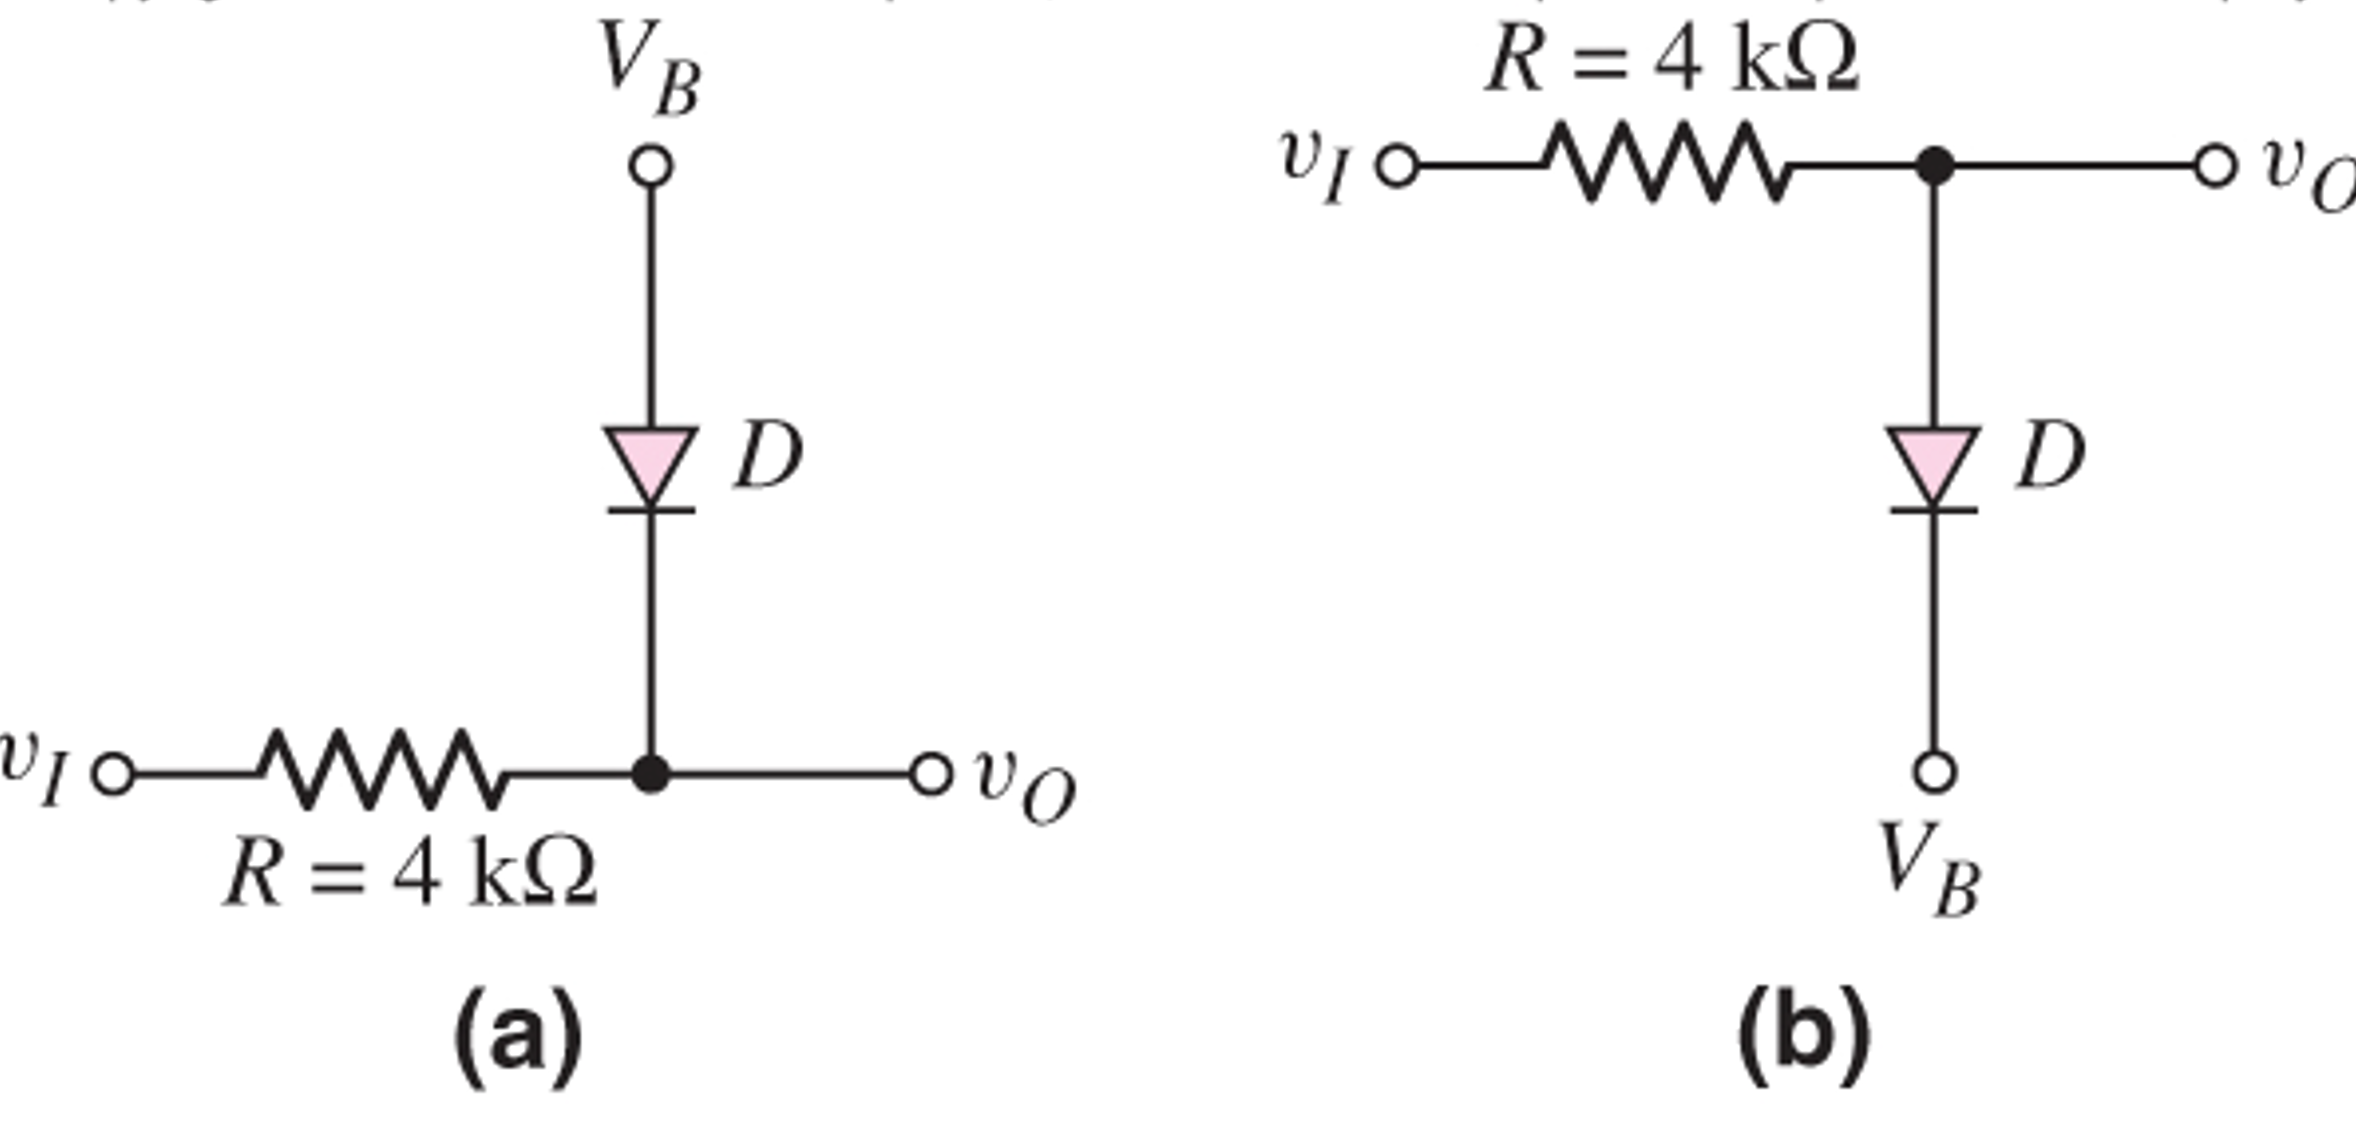 V_B
D
v_I
v_O
R = 4 kΩ
(a)
R = 4 kΩ
v_I
v_O
D
V_B
(b)